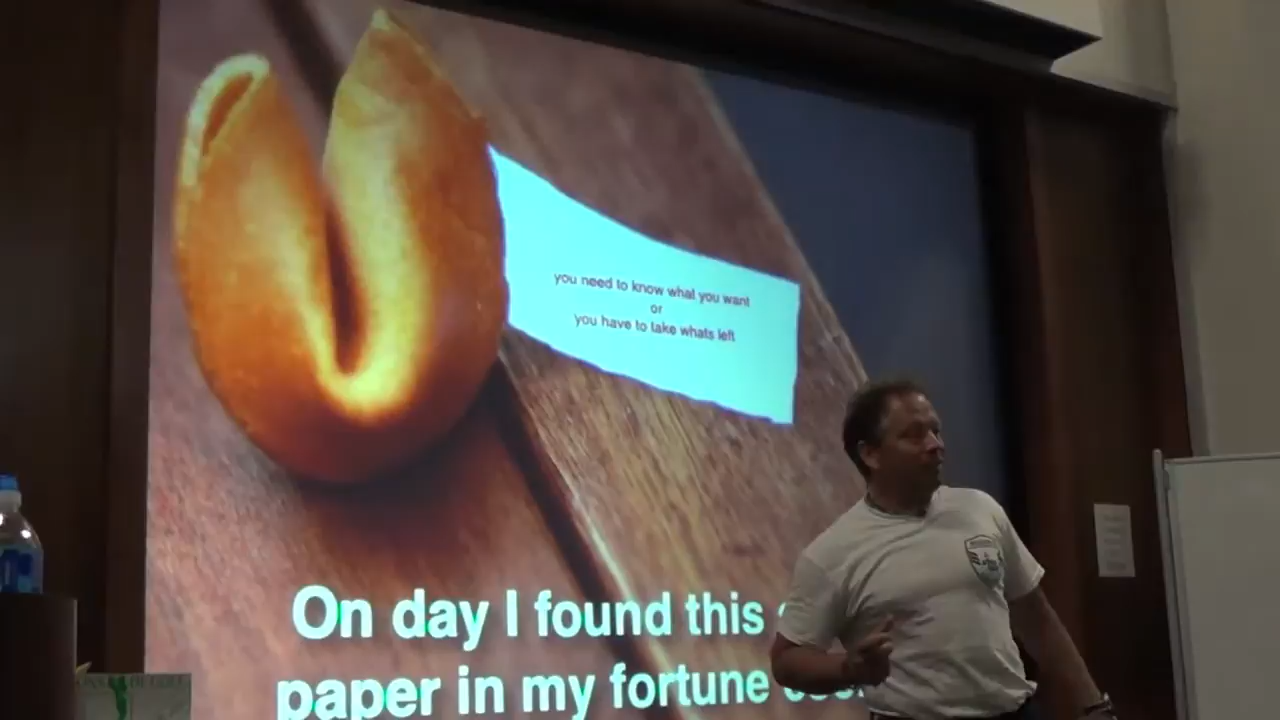 you need to know what you want
or
you have to take whats left
On day I found this
paper in my fortune